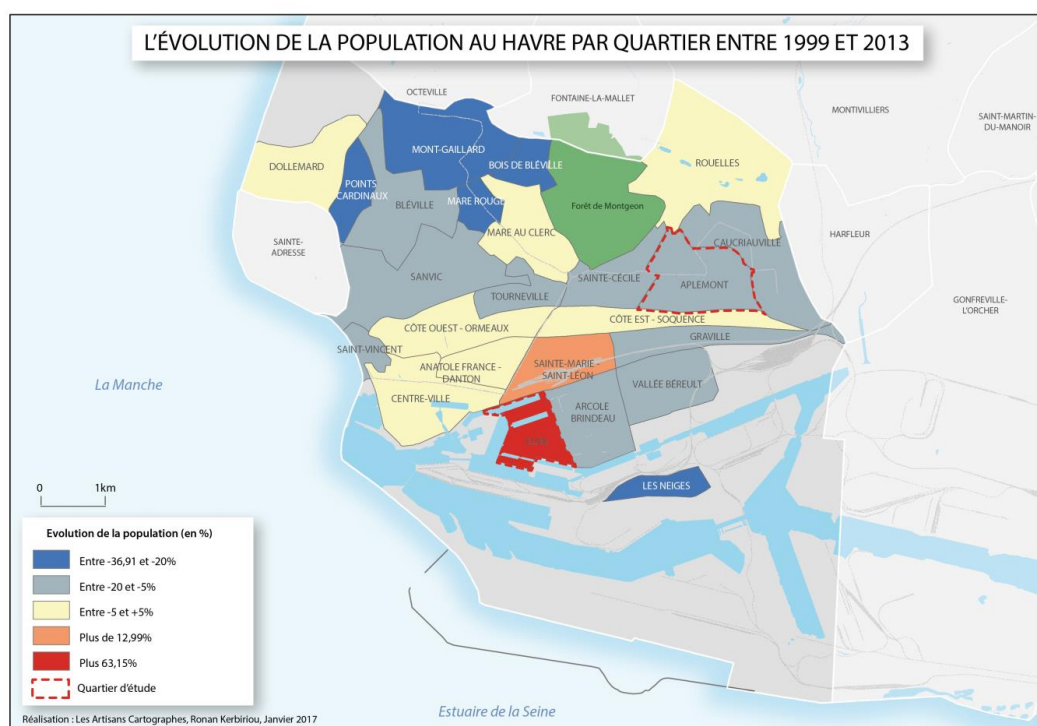 L'ÉVOLUTION DE LA POPULATION AU HAVRE PAR QUARTIER ENTRE 1999 ET 2013
OCTEVILLE
FONTAINE-LA-MALLET
MONTIVILLIERS
SAINT-MARTIN-
DU-MANOIR
DOLLEMARD
MONT-GAILLARD
BOIS DE BLÉVILLE
ROUELLES
POINTS
CARDINAUX
BLÉVILLE
MARE ROUGE
Forêt de Montgeon
MARE AU CLERC
SAINTE-
ADRESSE
CAUCRIAUVILLE
HARFLEUR
SANVIC
SAINTE-CÉCILE
APLEMONT
TOURNEVILLE
GONFREVILLE-
L'ORCHER
CÔTE OUEST - ORMEAUX
CÔTE EST - SOQUENCE
GRAVILLE
SAINT-VINCENT
ANATOLE FRANCE -
DANTON
SAINTE-MARIE -
SAINT-LÉON
VALLÉE BÉREULT
CENTRE-VILLE
ARCOLE
BRINDEAU
LES NEIGES
La Manche
0 1km
Evolution de la population (en %)
Entre -36,91 et -20%
Entre -20 et -5%
Entre -5 et +5%
Plus de 12,99%
Plus 63,15%
Quartier d'étude
Réalisation : Les Artisans Cartographes, Ronan Kerbiriou, Janvier 2017
Estuaire de la Seine